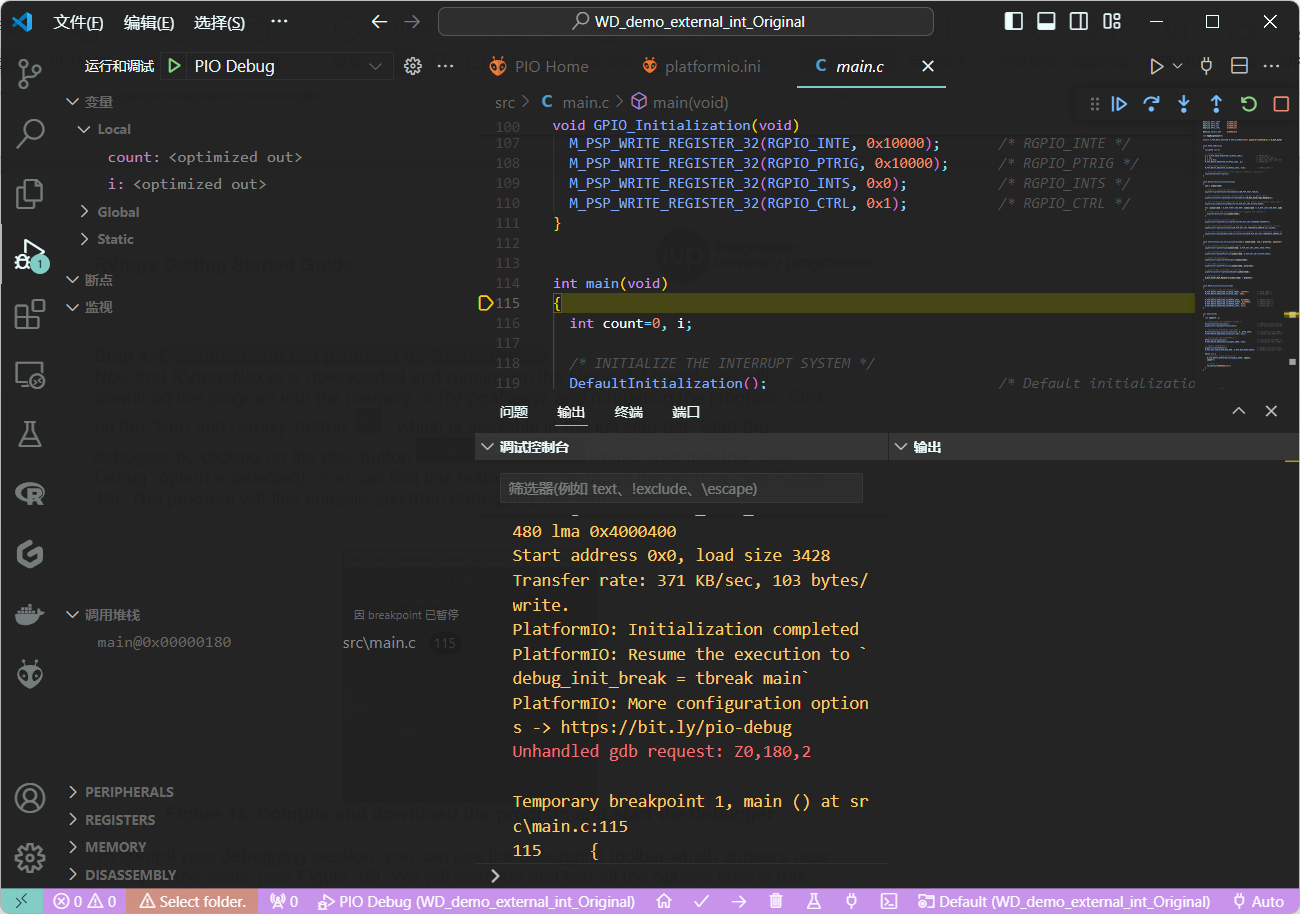 文件(F) 编辑(E) 选择(S) ··· WD_demo_external_int_Original
运行和调试 PIO Debug ···
PIO Home platformio.ini C main.c
变量
Local
count: <optimized out>
i: <optimized out>
Global
Static
断点
监视
调用堆栈 因 breakpoint 已暂停
main@0x00000180 src\main.c 115
PERIPHERALS
REGISTERS
MEMORY
DISASSEMBLY
src > C main.c > main(void)
100 void GPIO_Initialization(void)
107 M_PSP_WRITE_REGISTER_32(RGPIO_INTE, 0x10000); /* RGPIO_INTE */
108 M_PSP_WRITE_REGISTER_32(RGPIO_PTRIG, 0x10000); /* RGPIO_PTRIG */
109 M_PSP_WRITE_REGISTER_32(RGPIO_INTS, 0x0); /* RGPIO_INTS */
110 M_PSP_WRITE_REGISTER_32(RGPIO_CTRL, 0x1); /* RGPIO_CTRL */
111 }
112
113
114 int main(void)
115 {
116 int count=0, i;
117
118 /* INITIALIZE THE INTERRUPT SYSTEM */
119 DefaultInitialization(); /* Default initializatio
问题 输出 终端 端口
调试控制台 输出
筛选器(例如 text、!exclude、\escape)
480 lma 0x4000400
Start address 0x0, load size 3428
Transfer rate: 371 KB/sec, 103 bytes/
write.
PlatformIO: Initialization completed
PlatformIO: Resume the execution to `
debug_init_break = tbreak main`
PlatformIO: More configuration option
s -> https://bit.ly/pio-debug
Unhandled gdb request: Z0,180,2
Temporary breakpoint 1, main () at sr
c\main.c:115
115 {
1
0 0 Select folder. 0 PIO Debug (WD_demo_external_int_Original) Default (WD_demo_external_int_Original) Auto